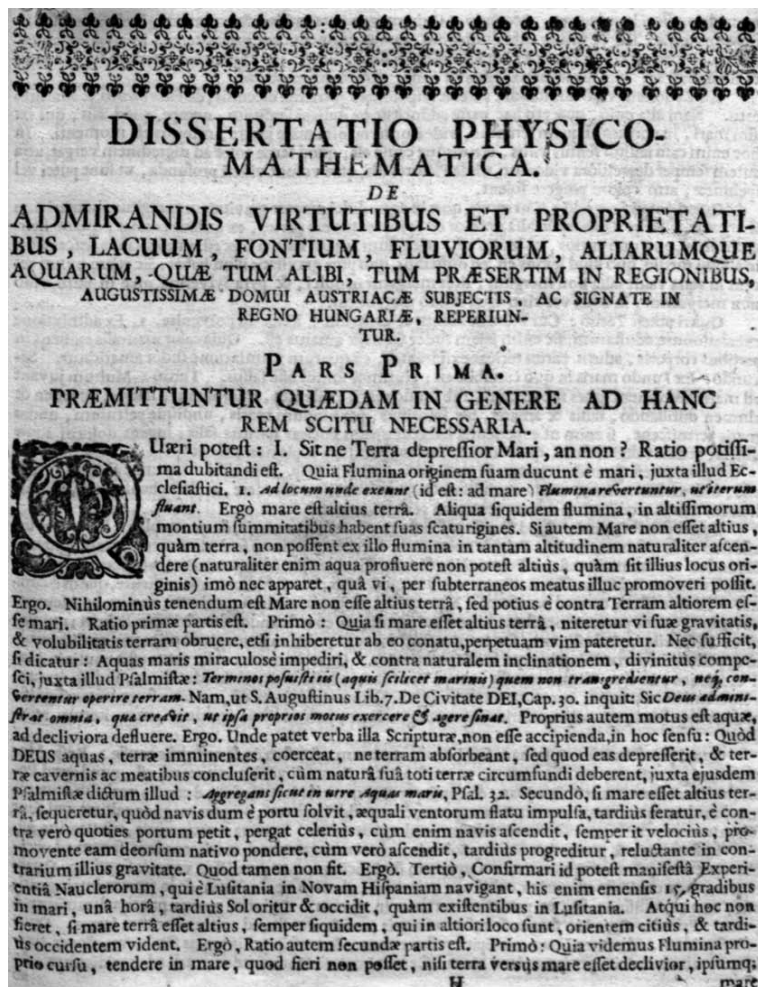 DISSERTATIO PHYSICO-
MATHEMATICA.
DE
ADMIRANDIS VIRTUTIBUS ET PROPRIETATI-
BUS, LACUUM, FONTIUM, FLUVIORUM, ALIARUMQUE
AQUARUM, QUÆ TUM ALIBI, TUM PRÆSERTIM IN REGIONIBUS,
AUGUSTISSIMÆ DOMUI AUSTRIACÆ SUBJECTIS, AC SIGNATE IN
REGNO HUNGARIÆ, REPERIUN-
TUR.
PARS PRIMA.
PRÆMITTUNTUR QUÆDAM IN GENERE AD HANC
REM SCITU NECESSARIA.
QUæri potest: I. Sit ne Terra depressior Mari, an non? Ratio potissi-
ma dubitandi est. Quia Flumina originem suam ducunt è mari, juxta illud Ec-
clesiastici. 1. Ad locum unde exeunt (id est: ad mare) Flumina revertuntur, ut iterum
fluant. Ergò mare est altius terrâ. Aliqua siquidem flumina, in altissimorum
montium summitatibus habent suas scaturigines. Si autem Mare non esset altius,
quàm terra, non possent ex illo flumina in tantam altitudinem naturaliter ascen-
dere (naturaliter enim aqua profluere non potest altiùs, quàm sit illius locus ori-
ginis) imò nec apparet, quâ vi, per subterraneos meatus illuc promoveri possit.
Ergo. Nihilominùs tenendum est Mare non esse altius terrâ, sed potius è contra Terram altiorem es-
se mari. Ratio primæ partis est. Primò: Quia si mare esset altius terrâ, niteretur vi suæ gravitatis,
& volubilitatis terram obruere, etsi inhiberetur ab eo conatu, perpetuam vim pateretur. Nec sufficit,
si dicatur: Aquas maris miraculosè impediri, & contra naturalem inclinationem, divinitùs compe-
sci, juxta illud Psalmistæ: Terminos posuisti eis (aquis scilicet marinis) quem non transgredientur, neq; con-
vertentur operire terram. Nam, ut S. Augustinus Lib. 7. De Civitate DEI, Cap. 30. inquit: Sic Deus admini-
strat omnia, quæ creavit, ut ipsa proprios motus exercere & agere sinat. Proprius autem motus est aquæ,
ad decliviora defluere. Ergo. Unde patet verba illa Scripturæ, non esse accipienda, in hoc sensu: Quòd
DEUS aquas, terræ imminentes, coerceat, ne terram absorbeant, sed quod eas depresserit, & ter-
ræ cavernis ac meatibus concluserit, cùm naturâ suâ toti terræ circumfundi deberent, juxta ejusdem
Psalmistæ dictum illud: Aggregans sicut in utre Aquas maris, Psal. 32. Secundò, si mare esset altius ter-
râ, sequeretur, quòd navis dum è portu solvit, æquali ventorum flatu impulsa, tardiùs feratur, è con-
tra verò quoties portum petit, pergat celeriùs, cùm enim navis ascendit, semper it velociùs, pro-
movente eam deorsum nativo pondere, cùm verò ascendit, tardiùs progreditur, reluctante in con-
trarium illius gravitate. Quod tamen non fit. Ergò. Tertiò, Confirmari id potest manifestâ Experi-
entiâ Nauclerorum, qui è Lusitania in Novam Hispaniam navigant, his enim emensis 15. gradibus
in mari, unâ horâ, tardiùs Sol oritur & occidit, quàm existentibus in Lusitania. Atqui hoc non
fieret, si mare terrâ esset altius, semper siquidem, qui in altiori loco sunt, orientem citiùs, & tardi-
ùs occidentem vident. Ergò, Ratio autem secundæ partis est. Primò: Quia videmus Flumina pro-
prio cursu, tendere in mare, quod fieri non posset, nisi terra versùs mare esset declivior, ipsumq;
H
mare